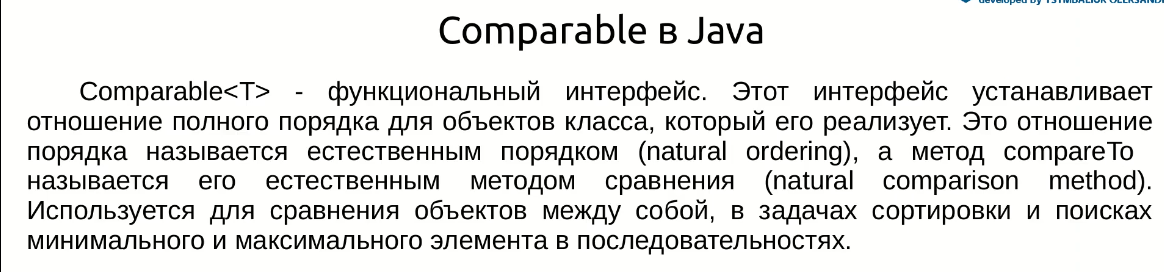 developed by TSYMBALIUK OLEKSANDR
Comparable в Java
Comparable<T> - функциональный интерфейс. Этот интерфейс устанавливает
отношение полного порядка для объектов класса, который его реализует. Это отношение
порядка называется естественным порядком (natural ordering), а метод compareTo
называется его естественным методом сравнения (natural comparison method).
Используется для сравнения объектов между собой, в задачах сортировки и поисках
минимального и максимального элемента в последовательностях.